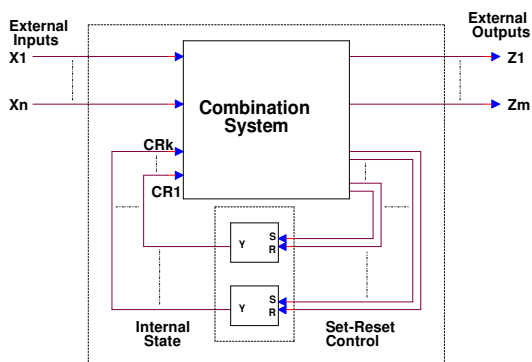 External
Inputs
External
Outputs
X1
Z1
Xn
Zm
Combination
System
CRk
CR1
Y
S
R
Y
S
R
Internal
State
Set-Reset
Control